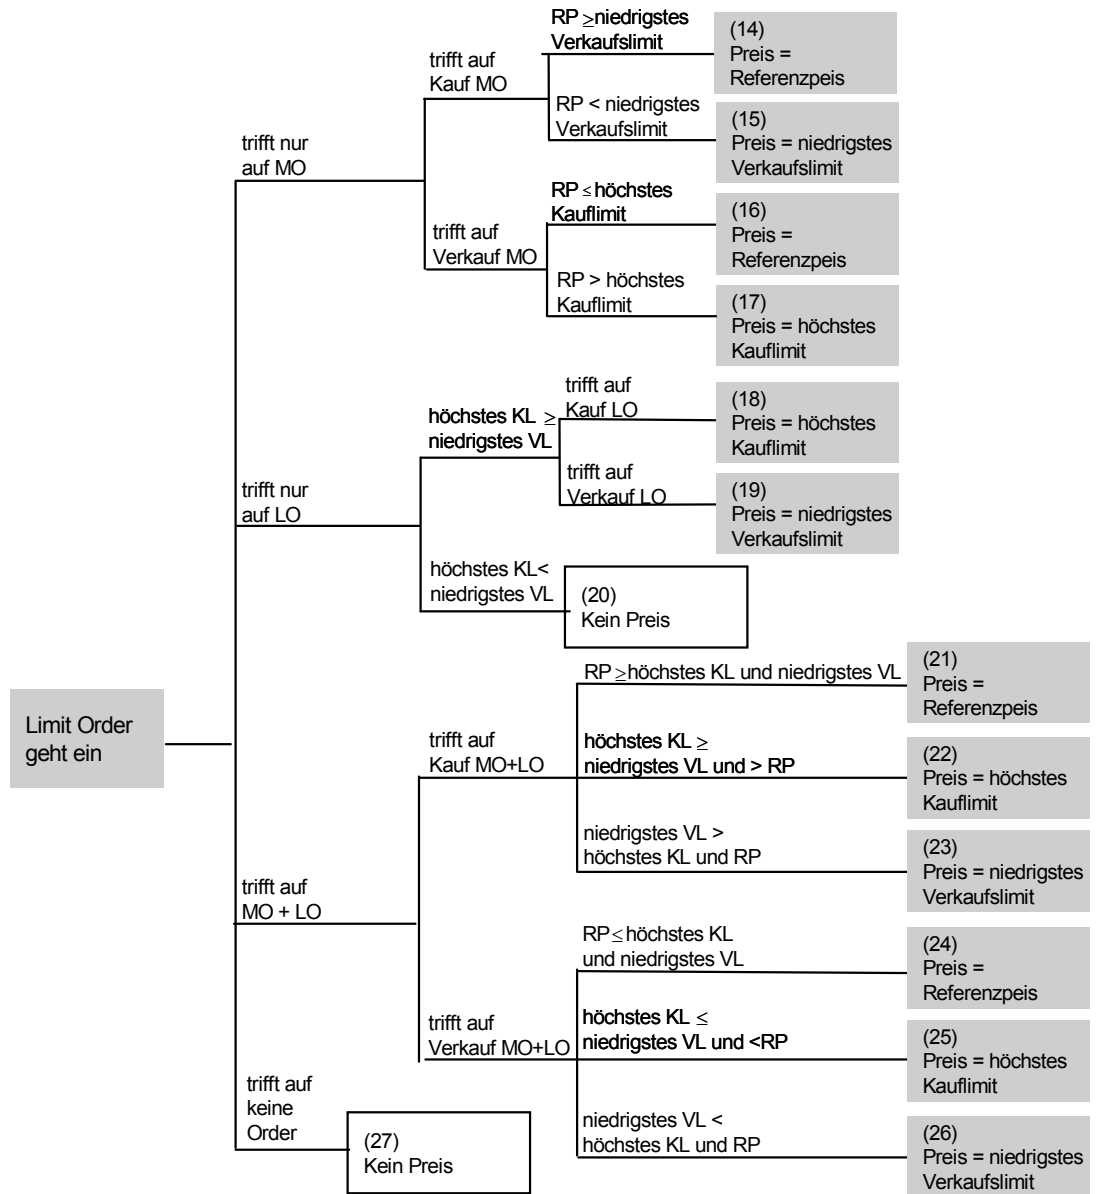 RP ≥niedrigstes
Verkaufslimit
(14)
Preis =
Referenzpeis
trifft auf
Kauf MO
RP < niedrigstes
Verkaufslimit
(15)
Preis = niedrigstes
Verkaufslimit
trifft nur
auf MO
RP ≤ höchstes
Kauflimit
(16)
Preis =
Referenzpeis
trifft auf
Verkauf MO
RP > höchstes
Kauflimit
(17)
Preis = höchstes
Kauflimit
trifft auf
Kauf LO
(18)
Preis = höchstes
Kauflimit
höchstes KL ≥
niedrigstes VL
trifft auf
Verkauf LO
(19)
Preis = niedrigstes
Verkaufslimit
trifft nur
auf LO
höchstes KL<
niedrigstes VL
(20)
Kein Preis
RP ≥höchstes KL und niedrigstes VL
(21)
Preis =
Referenzpeis
Limit Order
geht ein
trifft auf
Kauf MO+LO
höchstes KL ≥
niedrigstes VL und > RP
(22)
Preis = höchstes
Kauflimit
niedrigstes VL >
höchstes KL und RP
(23)
Preis = niedrigstes
Verkaufslimit
trifft auf
MO + LO
RP ≤ höchstes KL
und niedrigstes VL
(24)
Preis =
Referenzpeis
trifft auf
Verkauf MO+LO
höchstes KL ≤
niedrigstes VL und <RP
(25)
Preis = höchstes
Kauflimit
niedrigstes VL <
höchstes KL und RP
(26)
Preis = niedrigstes
Verkaufslimit
trifft auf
keine
Order
(27)
Kein Preis